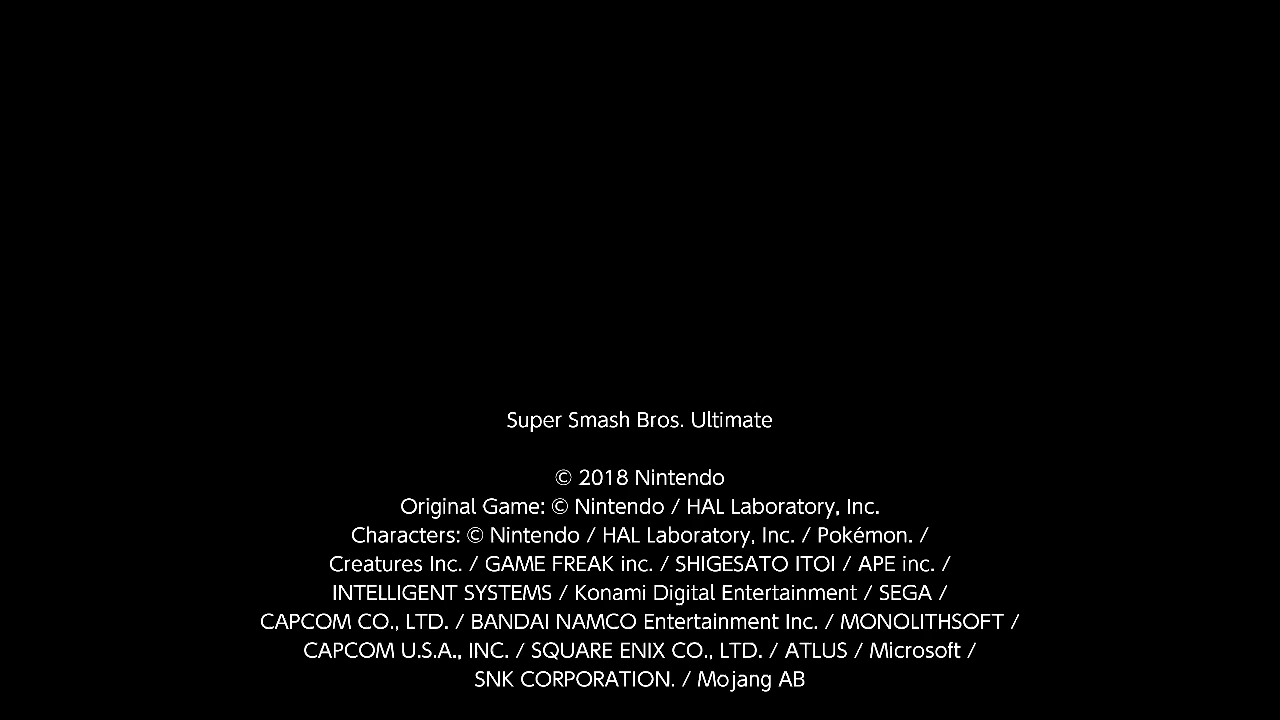 Super Smash Bros. Ultimate
© 2018 Nintendo
Original Game: © Nintendo / HAL Laboratory, Inc.
Characters: © Nintendo / HAL Laboratory, Inc. / Pokémon. /
Creatures Inc. / GAME FREAK inc. / SHIGESATO ITOI / APE inc. /
INTELLIGENT SYSTEMS / Konami Digital Entertainment / SEGA /
CAPCOM CO., LTD. / BANDAI NAMCO Entertainment Inc. / MONOLITHSOFT /
CAPCOM U.S.A., INC. / SQUARE ENIX CO., LTD. / ATLUS / Microsoft /
SNK CORPORATION. / Mojang AB